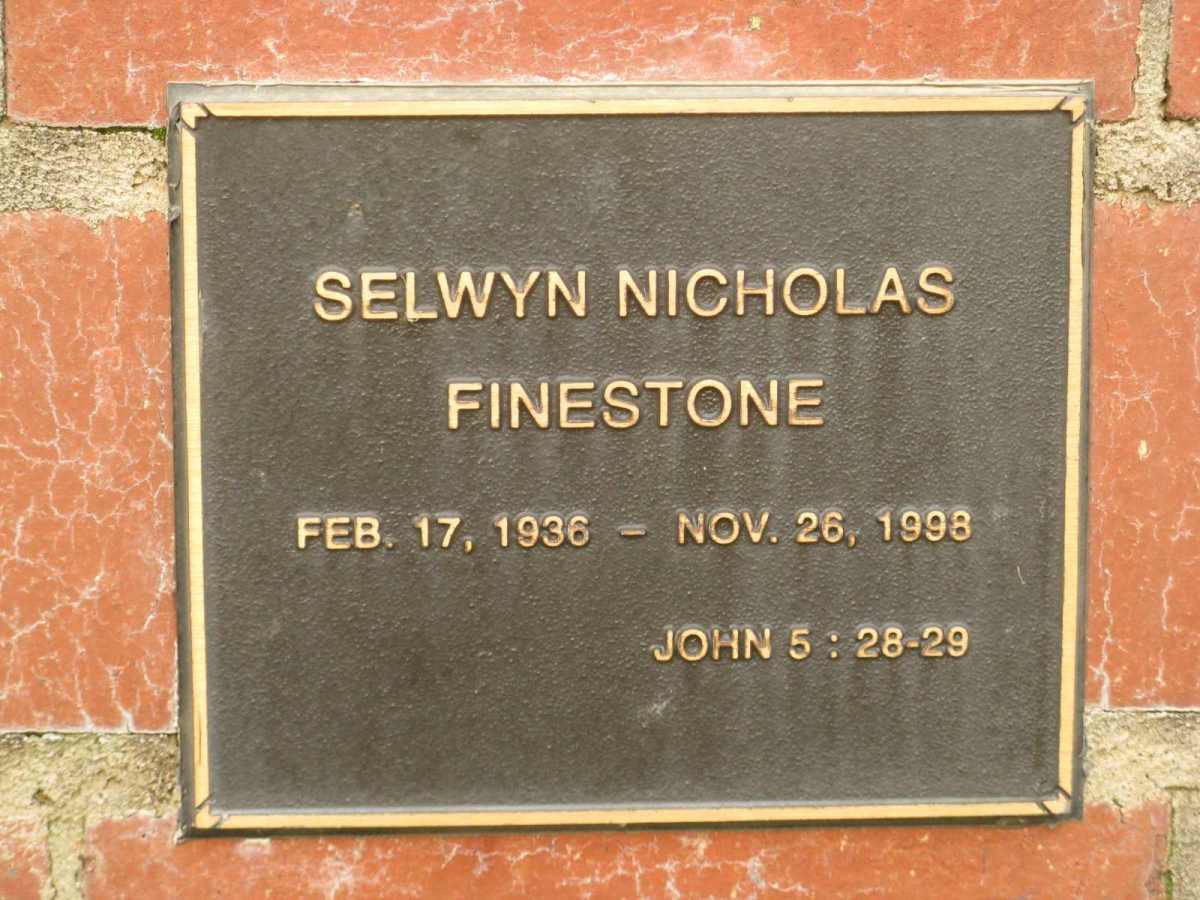 SELWYN NICHOLAS
FINESTONE
FEB. 17, 1936 – NOV. 26, 1998
JOHN 5 : 28-29